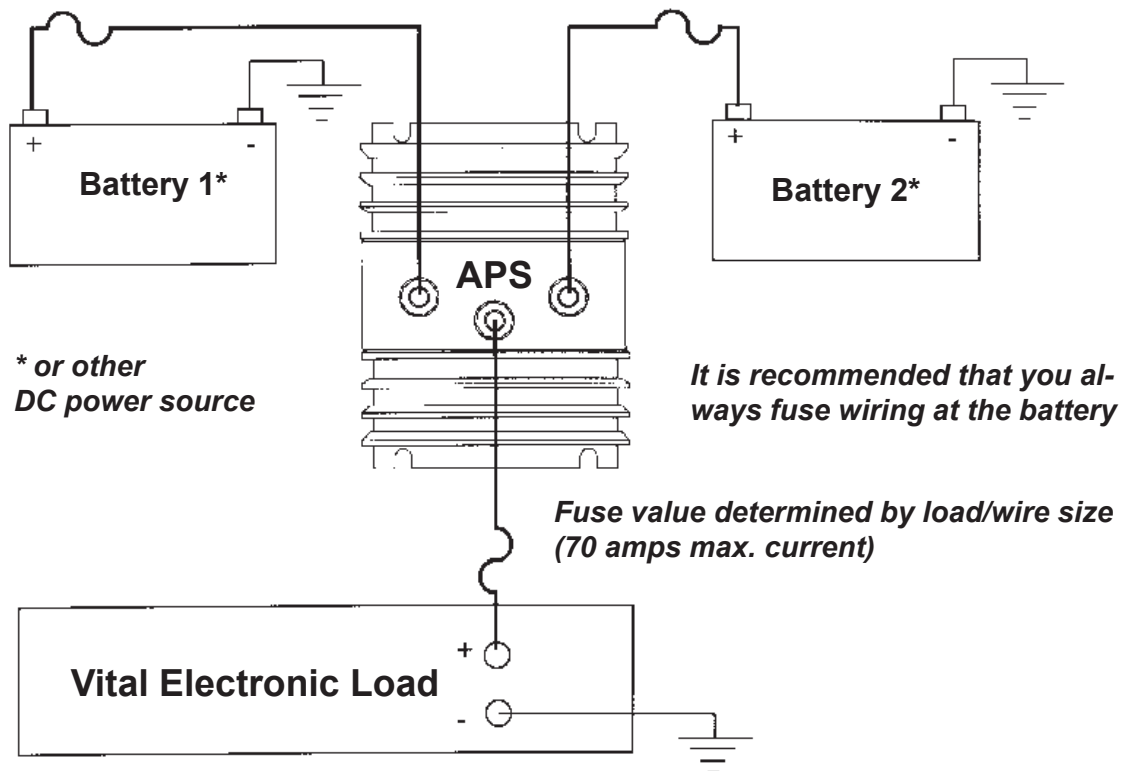 +
-
Battery 1*
+
-
Battery 2*
APS
* or other
DC power source
It is recommended that you al-
ways fuse wiring at the battery
Fuse value determined by load/wire size
(70 amps max. current)
Vital Electronic Load
+
-